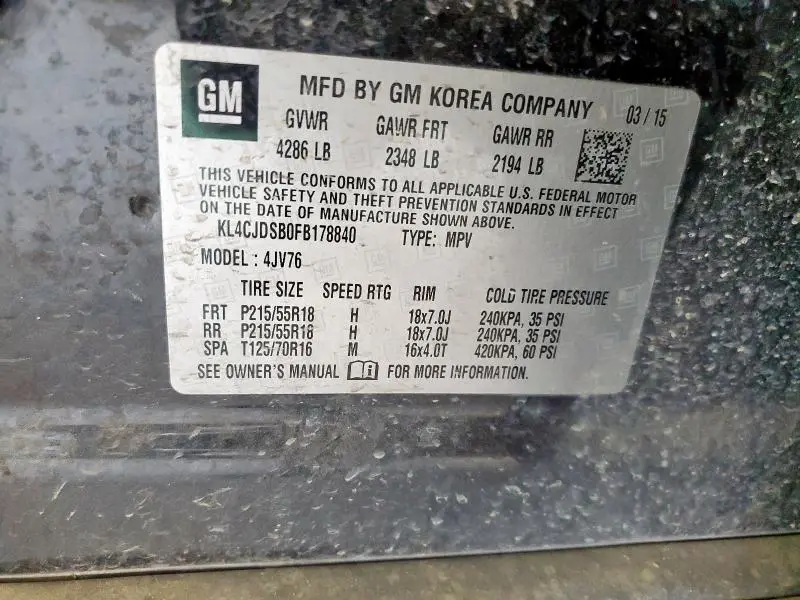 GM
MFD BY GM KOREA COMPANY 03 / 15
GVWR GAWR FRT GAWR RR
4286 LB 2348 LB 2194 LB
THIS VEHICLE CONFORMS TO ALL APPLICABLE U.S. FEDERAL MOTOR
VEHICLE SAFETY AND THEFT PREVENTION STANDARDS IN EFFECT
ON THE DATE OF MANUFACTURE SHOWN ABOVE.
KL4CJDSB0FB178840 TYPE: MPV
MODEL : 4JV76
TIRE SIZE SPEED RTG RIM COLD TIRE PRESSURE
FRT P215/55R18 H 18x7.0J 240KPA, 35 PSI
RR P215/55R18 H 18x7.0J 240KPA, 35 PSI
SPA T125/70R16 M 16x4.0T 420KPA, 60 PSI
SEE OWNER'S MANUAL FOR MORE INFORMATION.